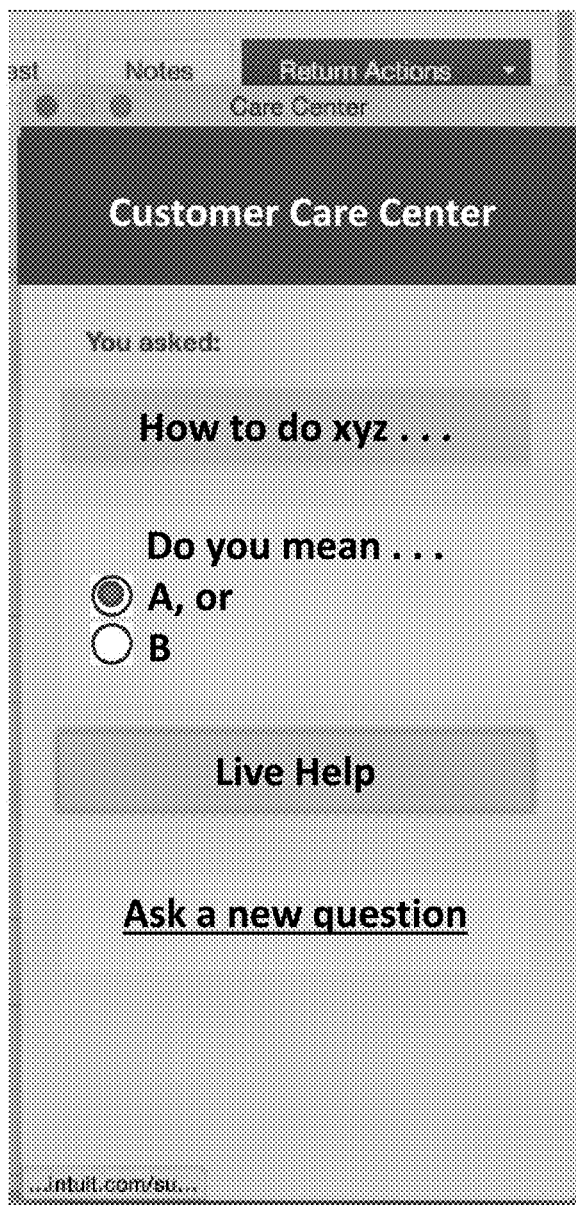 est Notes Return Actions
Care Center
Customer Care Center
You asked:
How to do xyz . . .
Do you mean . . .
A, or
B
Live Help
Ask a new question
...intuit.com/su...